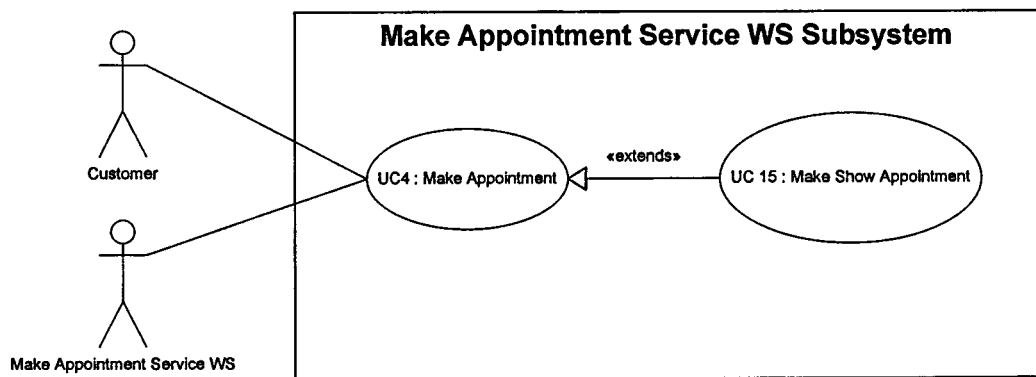 Make Appointment Service WS Subsystem
Customer
UC4 : Make Appointment
«extends»
UC 15 : Make Show Appointment
Make Appointment Service WS